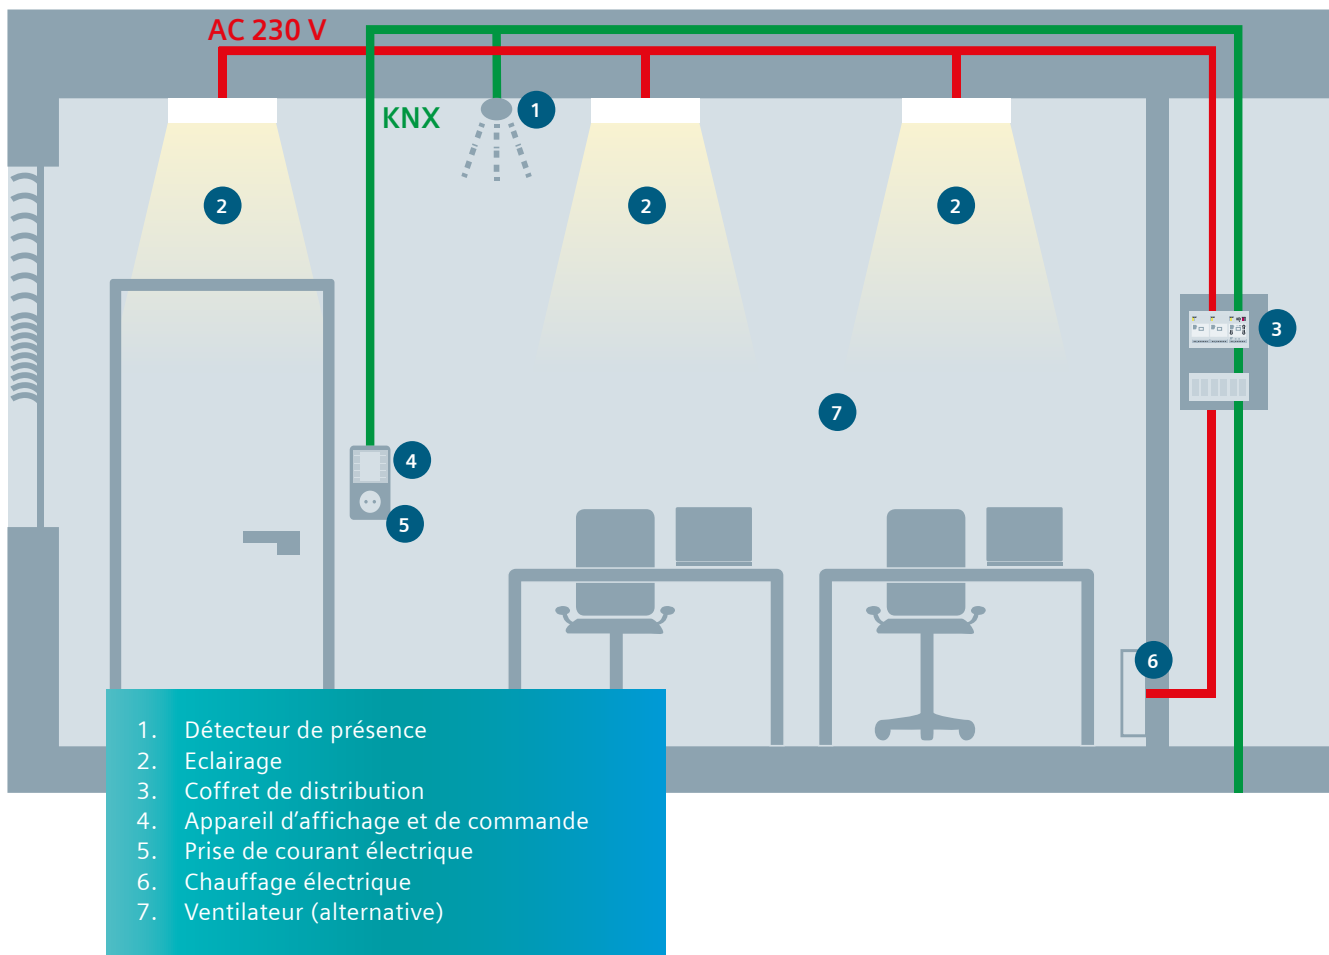 AC 230 V
KNX
1
2
2
2
3
4
5
6
7
1. Détecteur de présence
2. Eclairage
3. Coffret de distribution
4. Appareil d’affichage et de commande
5. Prise de courant électrique
6. Chauffage électrique
7. Ventilateur (alternative)